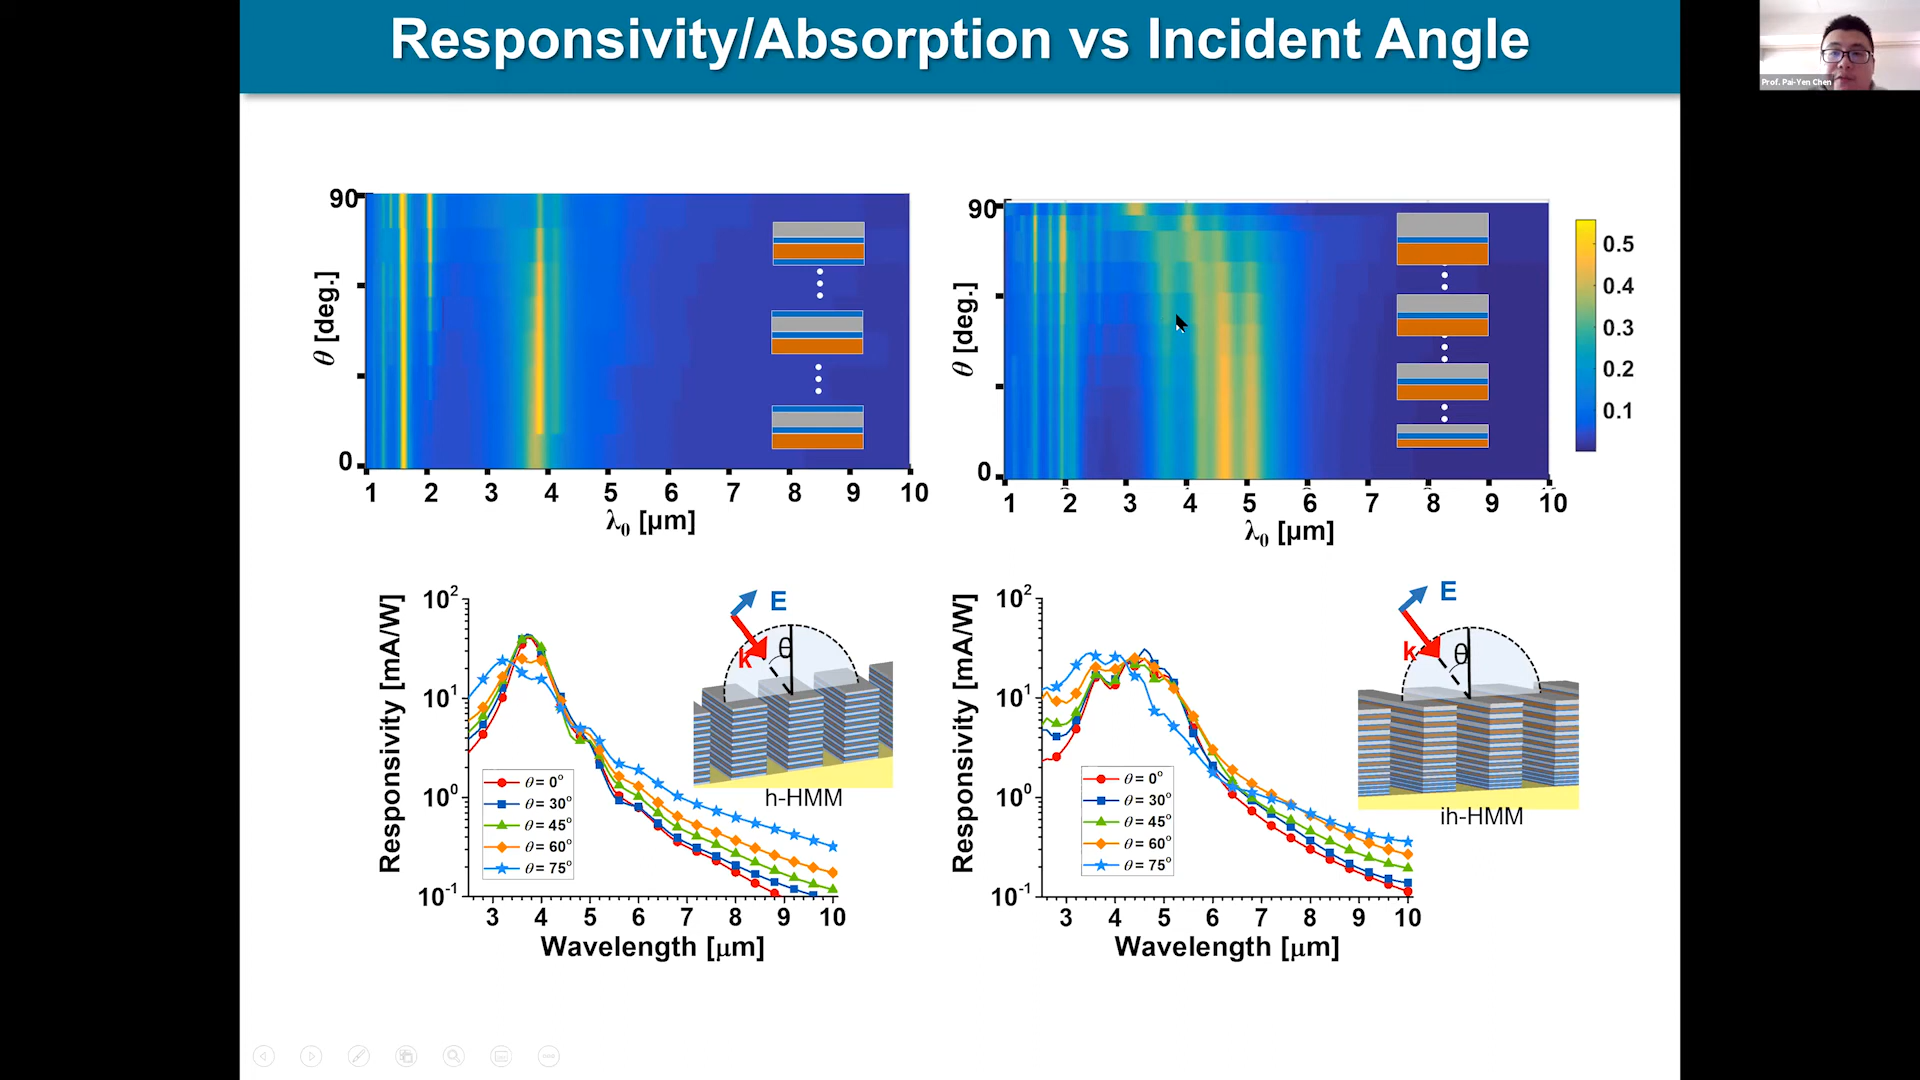 Responsivity/Absorption vs Incident Angle
Prof. Pai-Yen Chen
90
0
θ [deg.]
1 2 3 4 5 6 7 8 9 10
λ0 [μm]
90
0
θ [deg.]
1 2 3 4 5 6 7 8 9 10
λ0 [μm]
0.5
0.4
0.3
0.2
0.1
Responsivity [mA/W]
10²
10¹
10⁰
10⁻¹
θ = 0°
θ = 30°
θ = 45°
θ = 60°
θ = 75°
3 4 5 6 7 8 9 10
Wavelength [μm]
E
k
θ
h-HMM
Responsivity [mA/W]
10²
10¹
10⁰
10⁻¹
θ = 0°
θ = 30°
θ = 45°
θ = 60°
θ = 75°
3 4 5 6 7 8 9 10
Wavelength [μm]
E
k
θ
ih-HMM